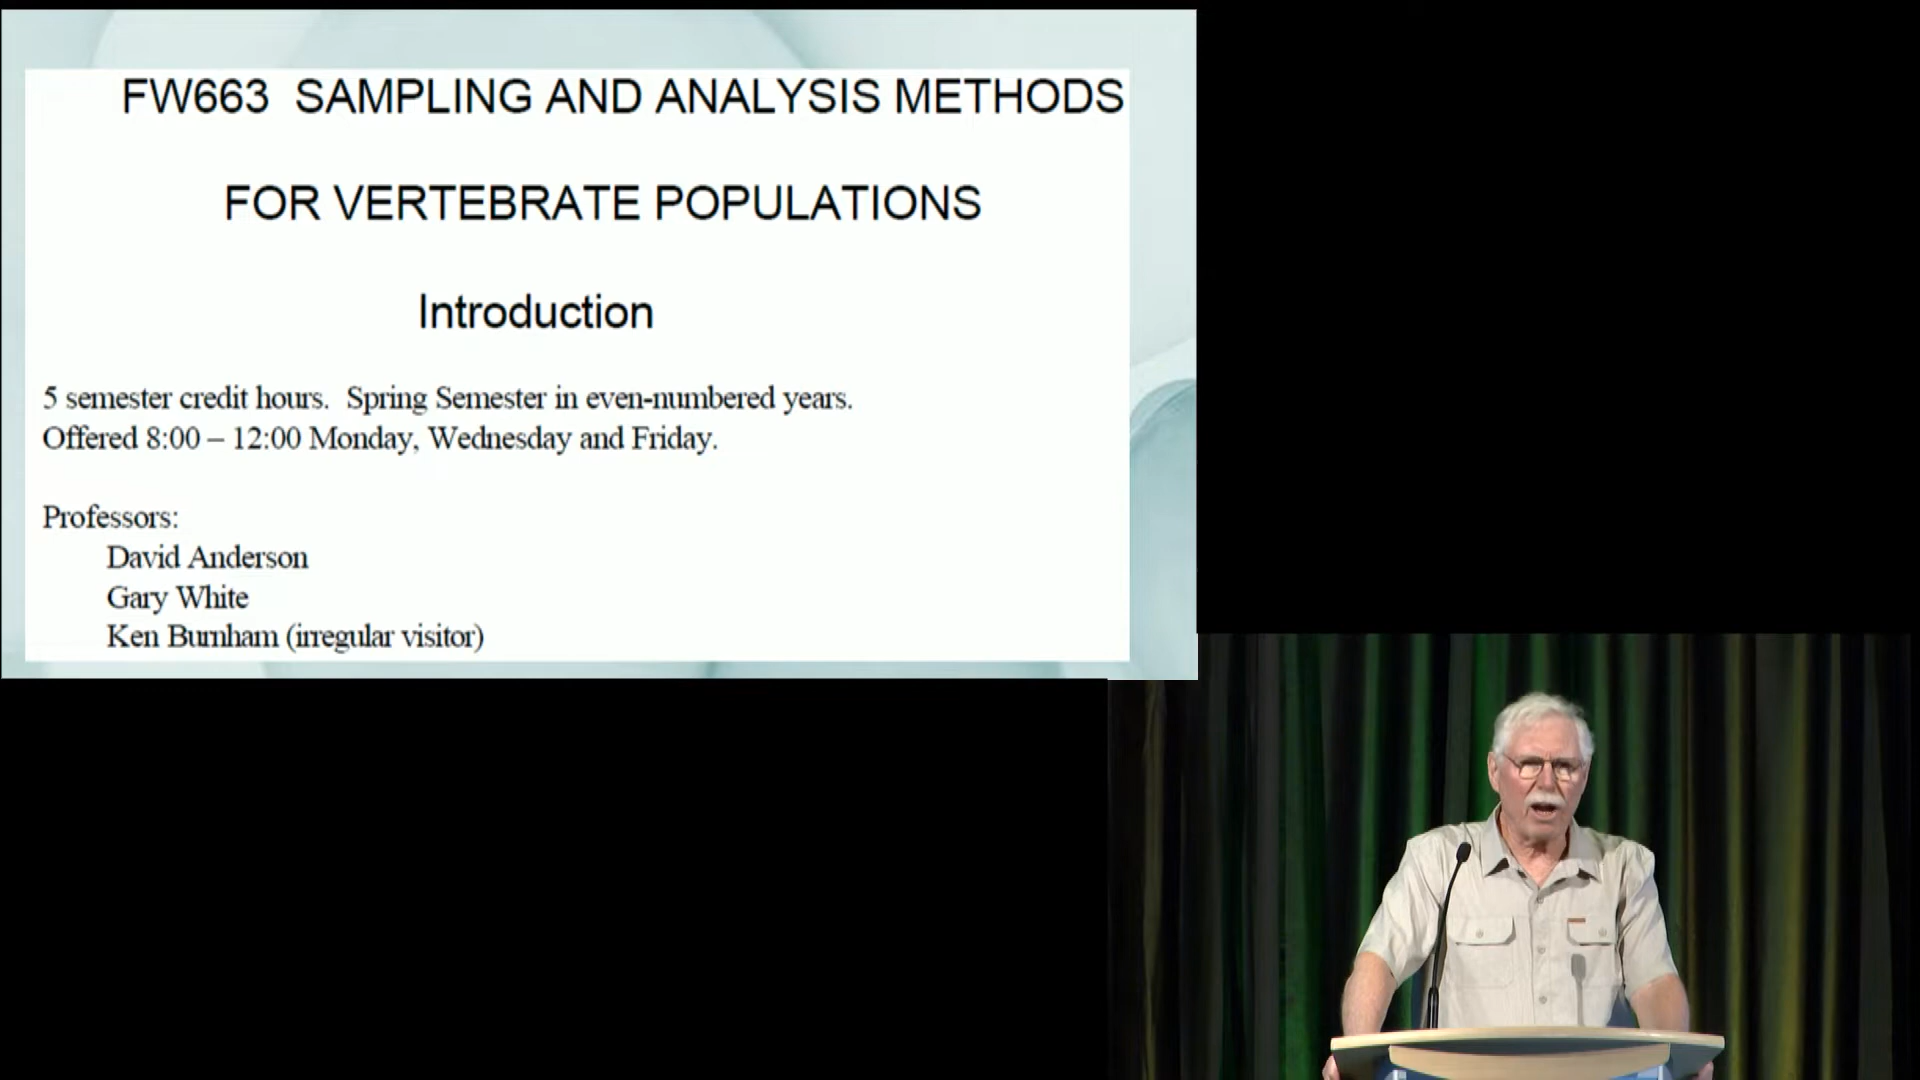 FW663 SAMPLING AND ANALYSIS METHODS
FOR VERTEBRATE POPULATIONS
Introduction
5 semester credit hours. Spring Semester in even-numbered years.
Offered 8:00 – 12:00 Monday, Wednesday and Friday.
Professors:
David Anderson
Gary White
Ken Burnham (irregular visitor)